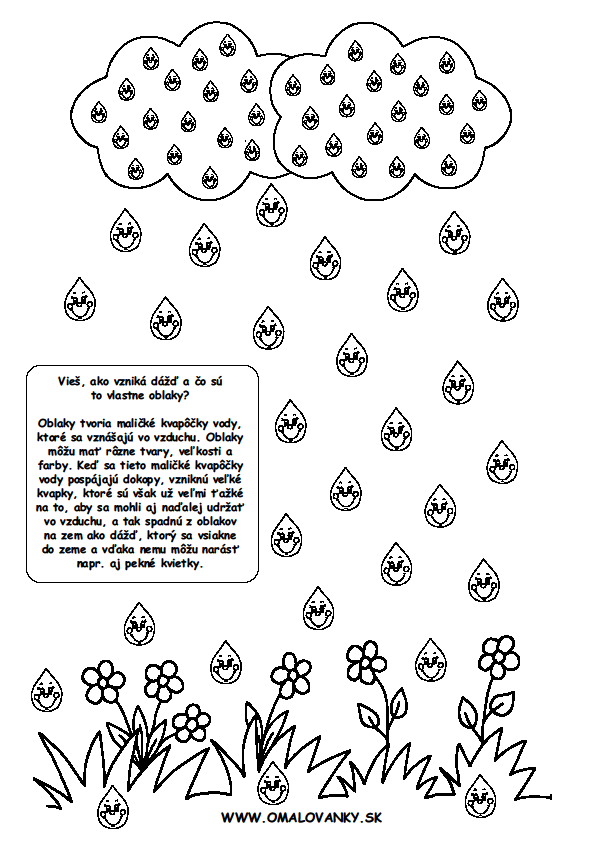 Vieš, ako vzniká dážď a čo sú
to vlastne oblaky?
Oblaky tvoria maličké kvapôčky vody,
ktoré sa vznášajú vo vzduchu. Oblaky
môžu mať rôzne tvary, veľkosti a
farby. Keď sa tieto maličké kvapôčky
vody pospájajú dokopy, vzniknú veľké
kvapky, ktoré sú však už veľmi ťažké
na to, aby sa mohli aj naďalej udržať
vo vzduchu, a tak spadnú z oblakov
na zem ako dážď, ktorý sa vsiakne
do zeme a vďaka nemu môžu narásť
napr. aj pekné kvietky.
WWW.OMALOVANKY.SK